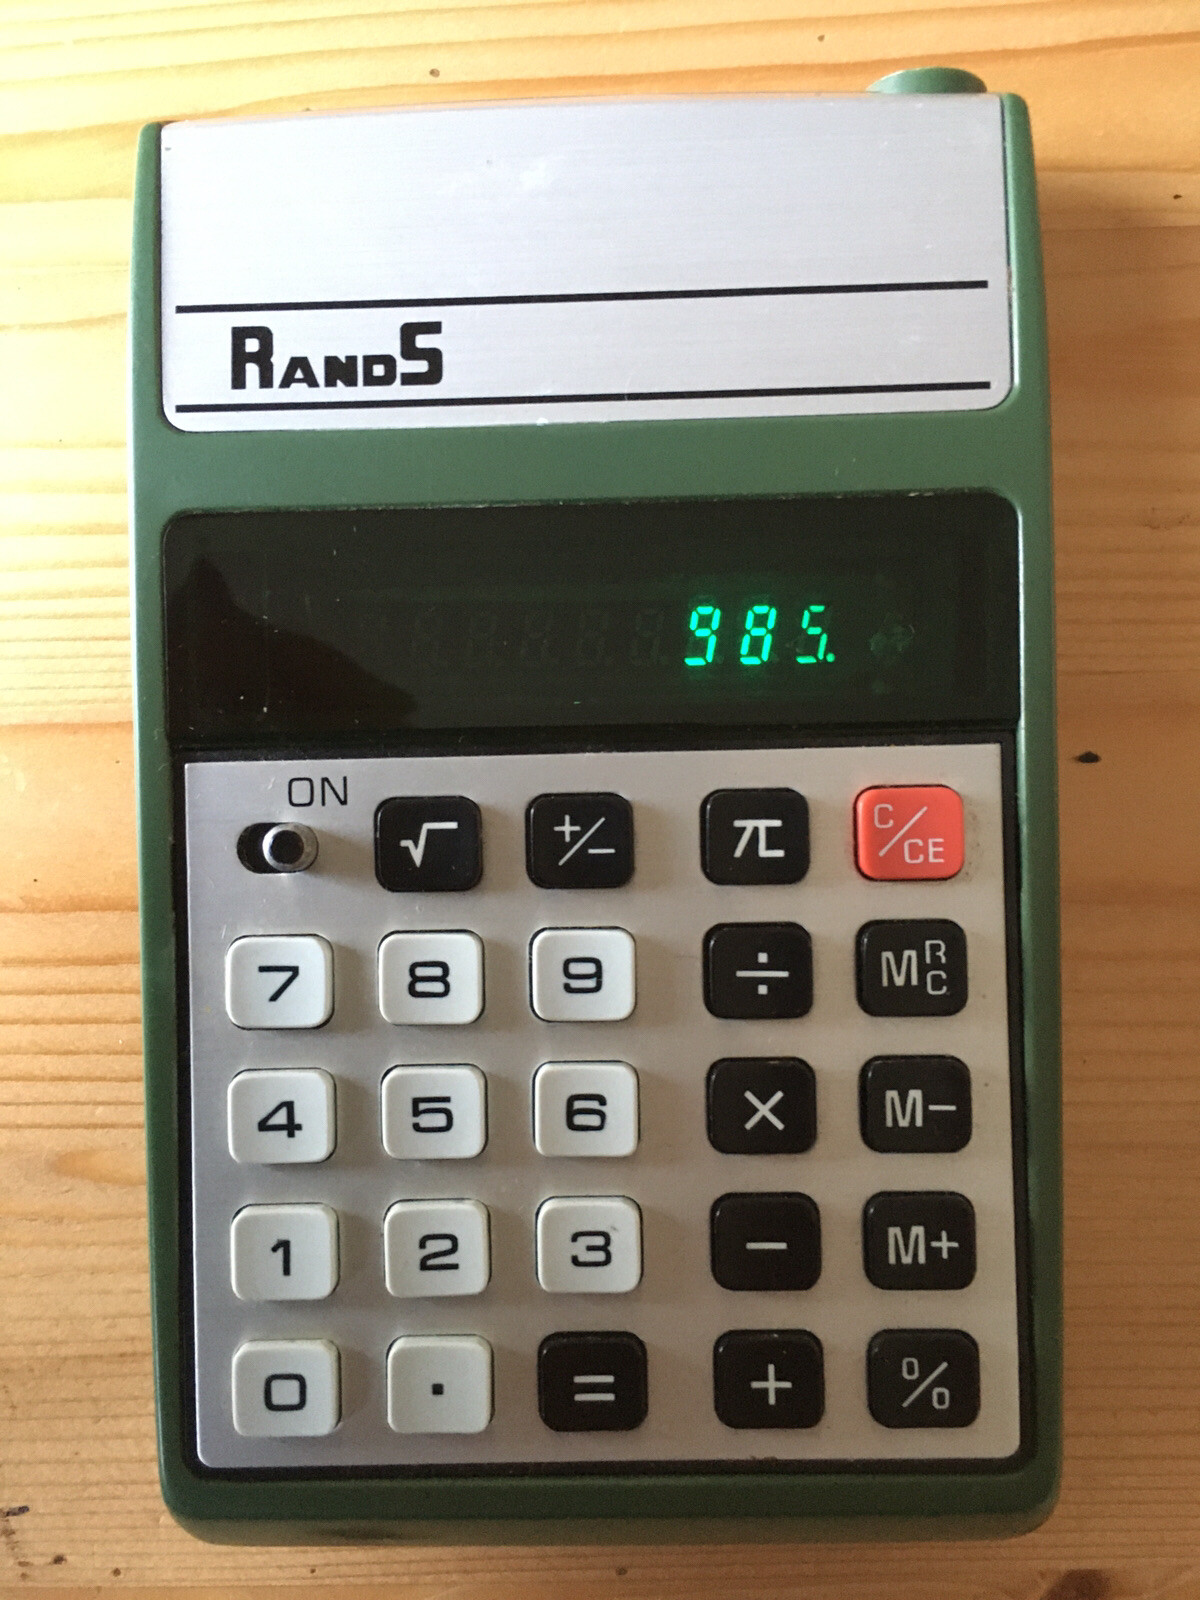 RANDS
985.
ON
√ +/− π C/CE
7 8 9 ÷ MRC
4 5 6 × M−
1 2 3 − M+
0 . = + %